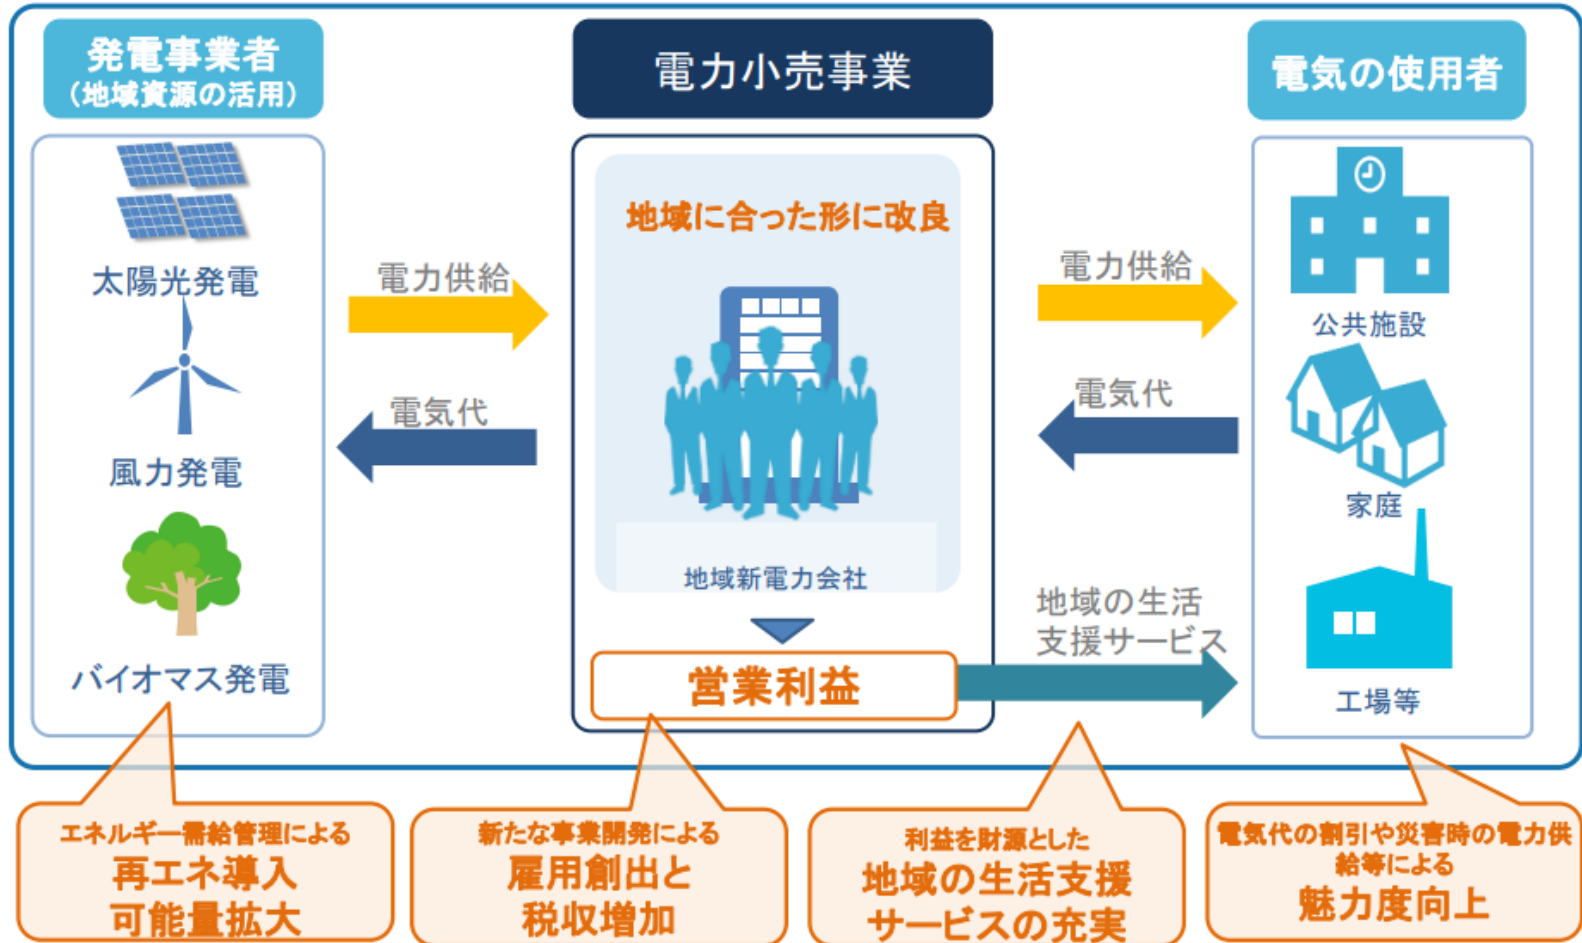 発電事業者
（地域資源の活用）
太陽光発電
風力発電
バイオマス発電
電力供給
電気代
電力小売事業
地域に合った形に改良
地域新電力会社
営業利益
電力供給
電気代
地域の生活
支援サービス
電気の使用者
公共施設
家庭
工場等
エネルギー需給管理による
再エネ導入
可能量拡大
新たな事業開発による
雇用創出と
税収増加
利益を財源とした
地域の生活支援
サービスの充実
電気代の割引や災害時の電力供
給等による
魅力度向上